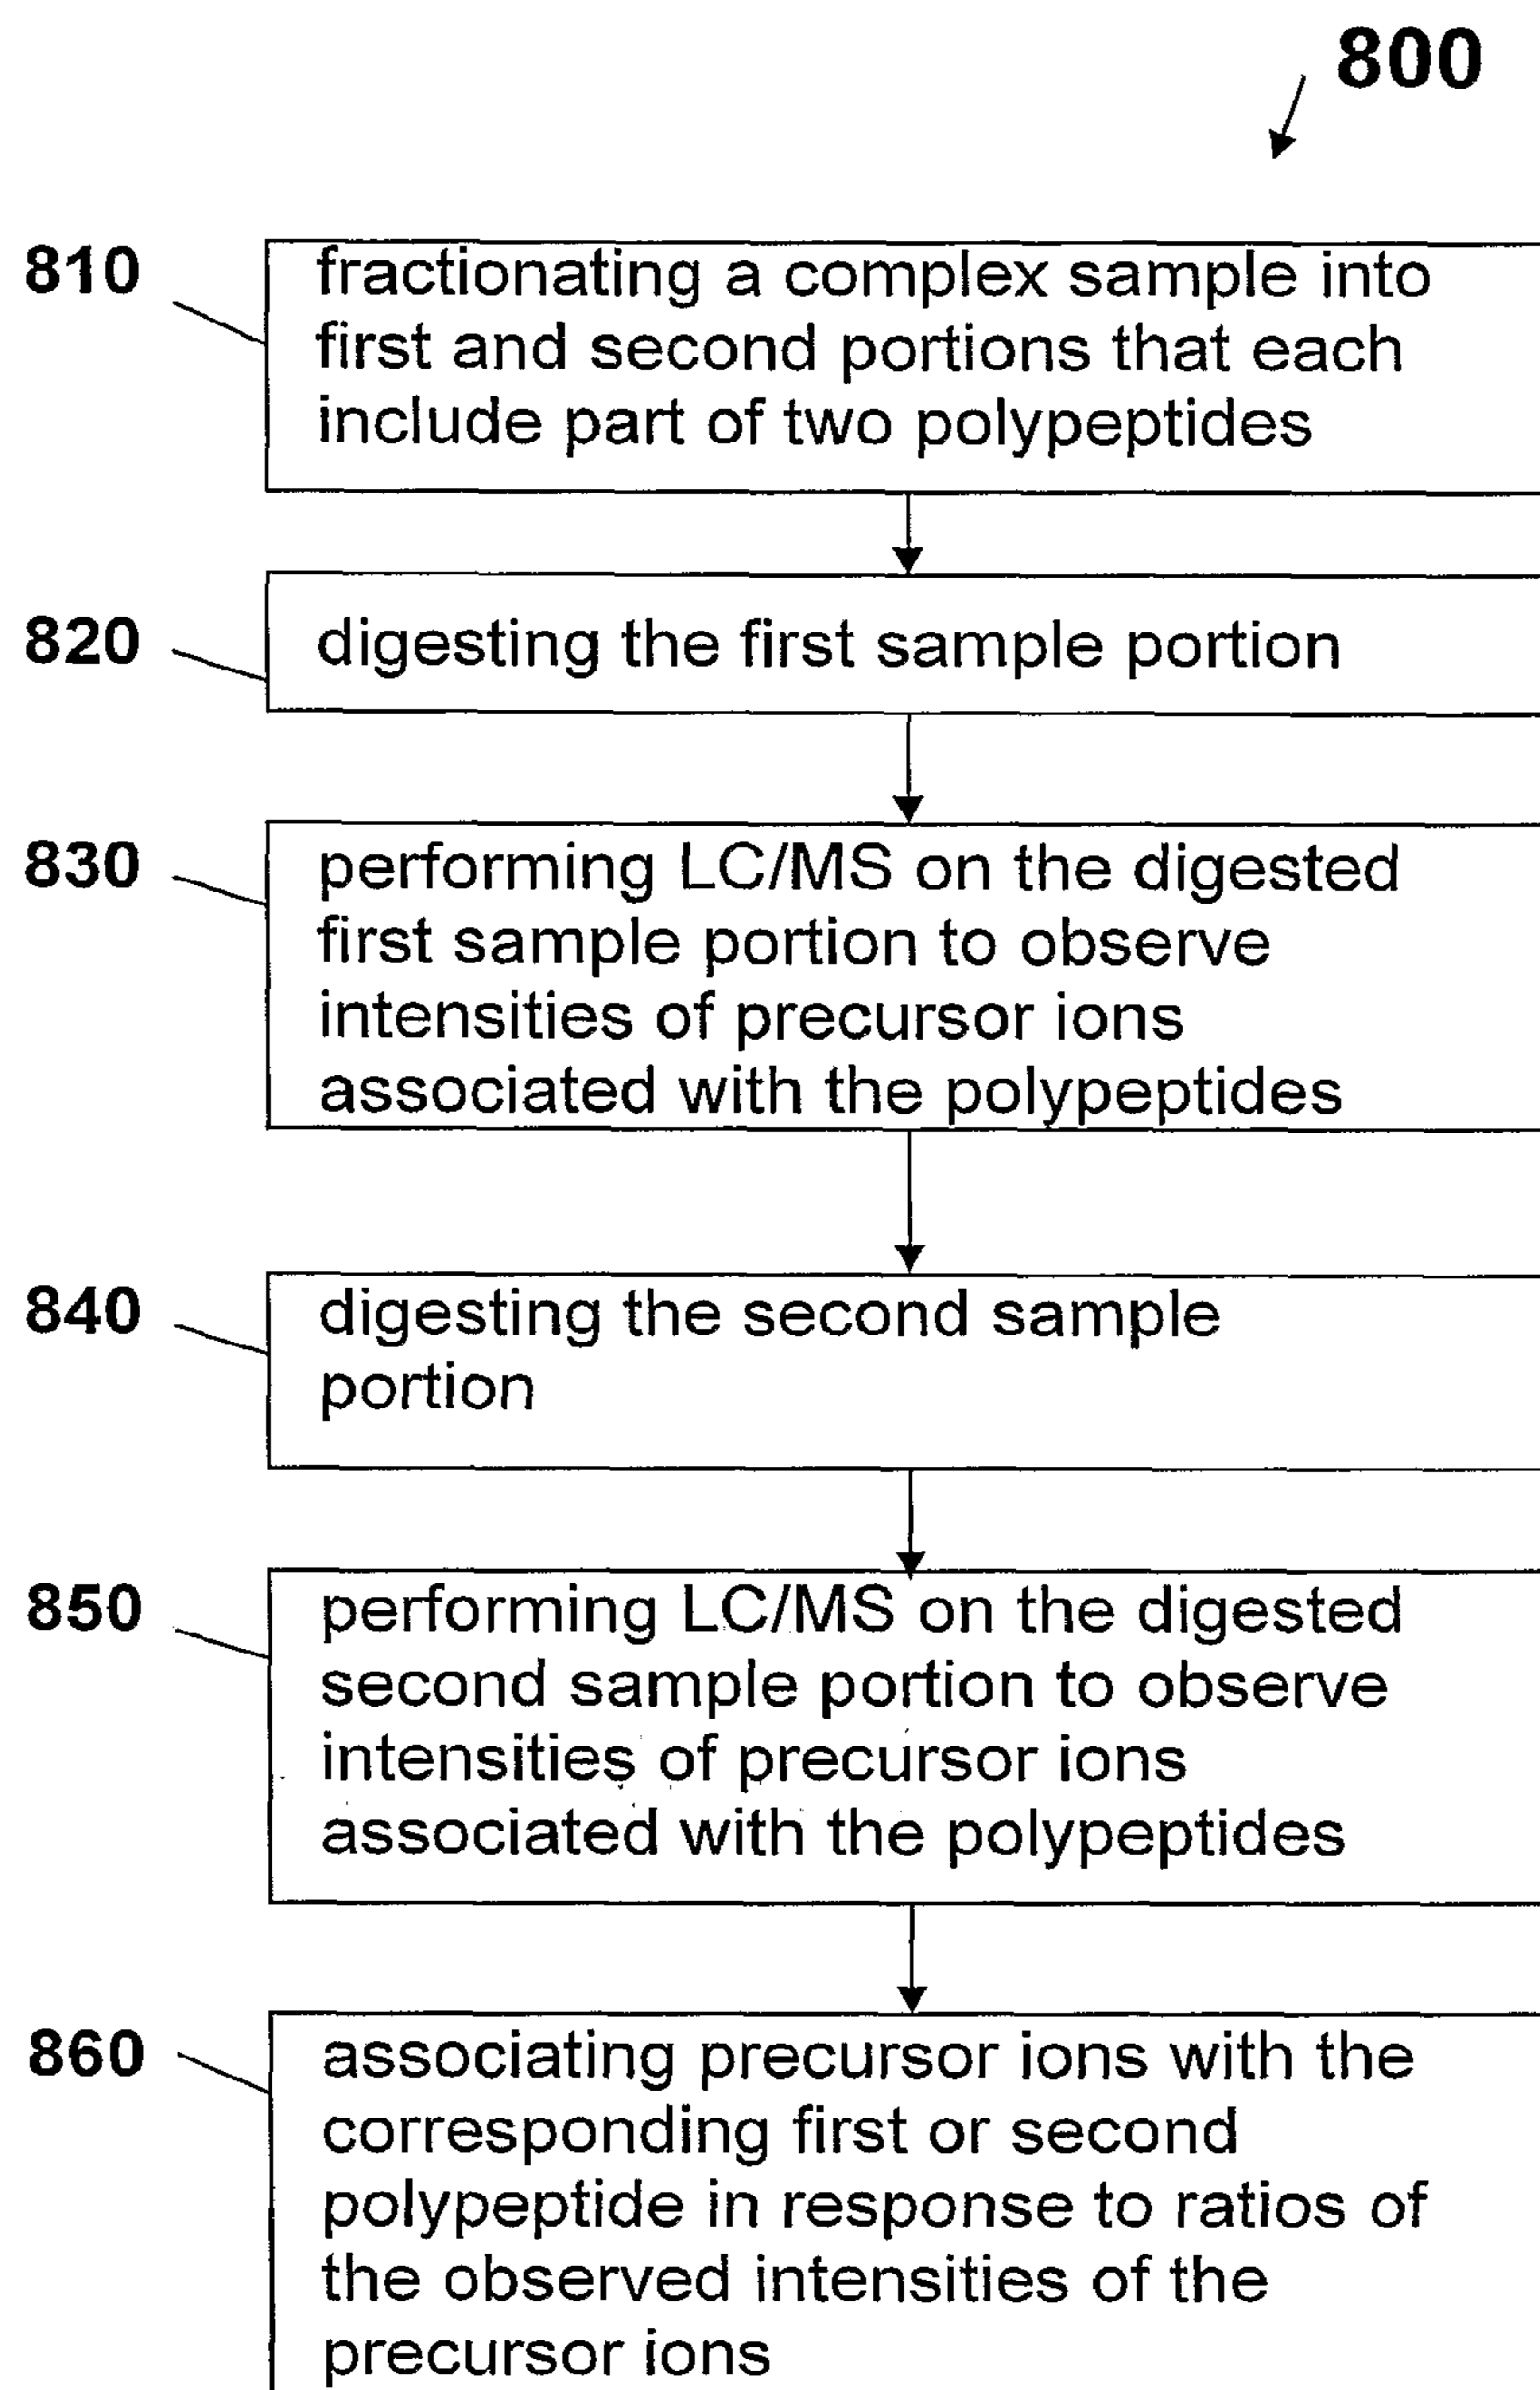 800
810
fractionating a complex sample into
first and second portions that each
include part of two polypeptides
820
digesting the first sample portion
830
performing LC/MS on the digested
first sample portion to observe
intensities of precursor ions
associated with the polypeptides
840
digesting the second sample
portion
850
performing LC/MS on the digested
second sample portion to observe
intensities of precursor ions
associated with the polypeptides
860
associating precursor ions with the
corresponding first or second
polypeptide in response to ratios of
the observed intensities of the
precursor ions